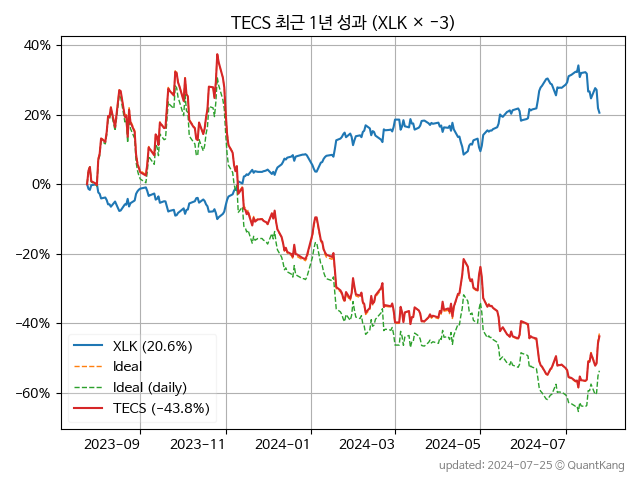 TECS 최근 1년 성과 (XLK × −3)
40%
20%
0%
−20%
−40%
−60%
XLK (20.6%)
Ideal
Ideal (daily)
TECS (−43.8%)
2023−09 2023−11 2024−01 2024−03 2024−05 2024−07
updated: 2024-07-25 © QuantKang